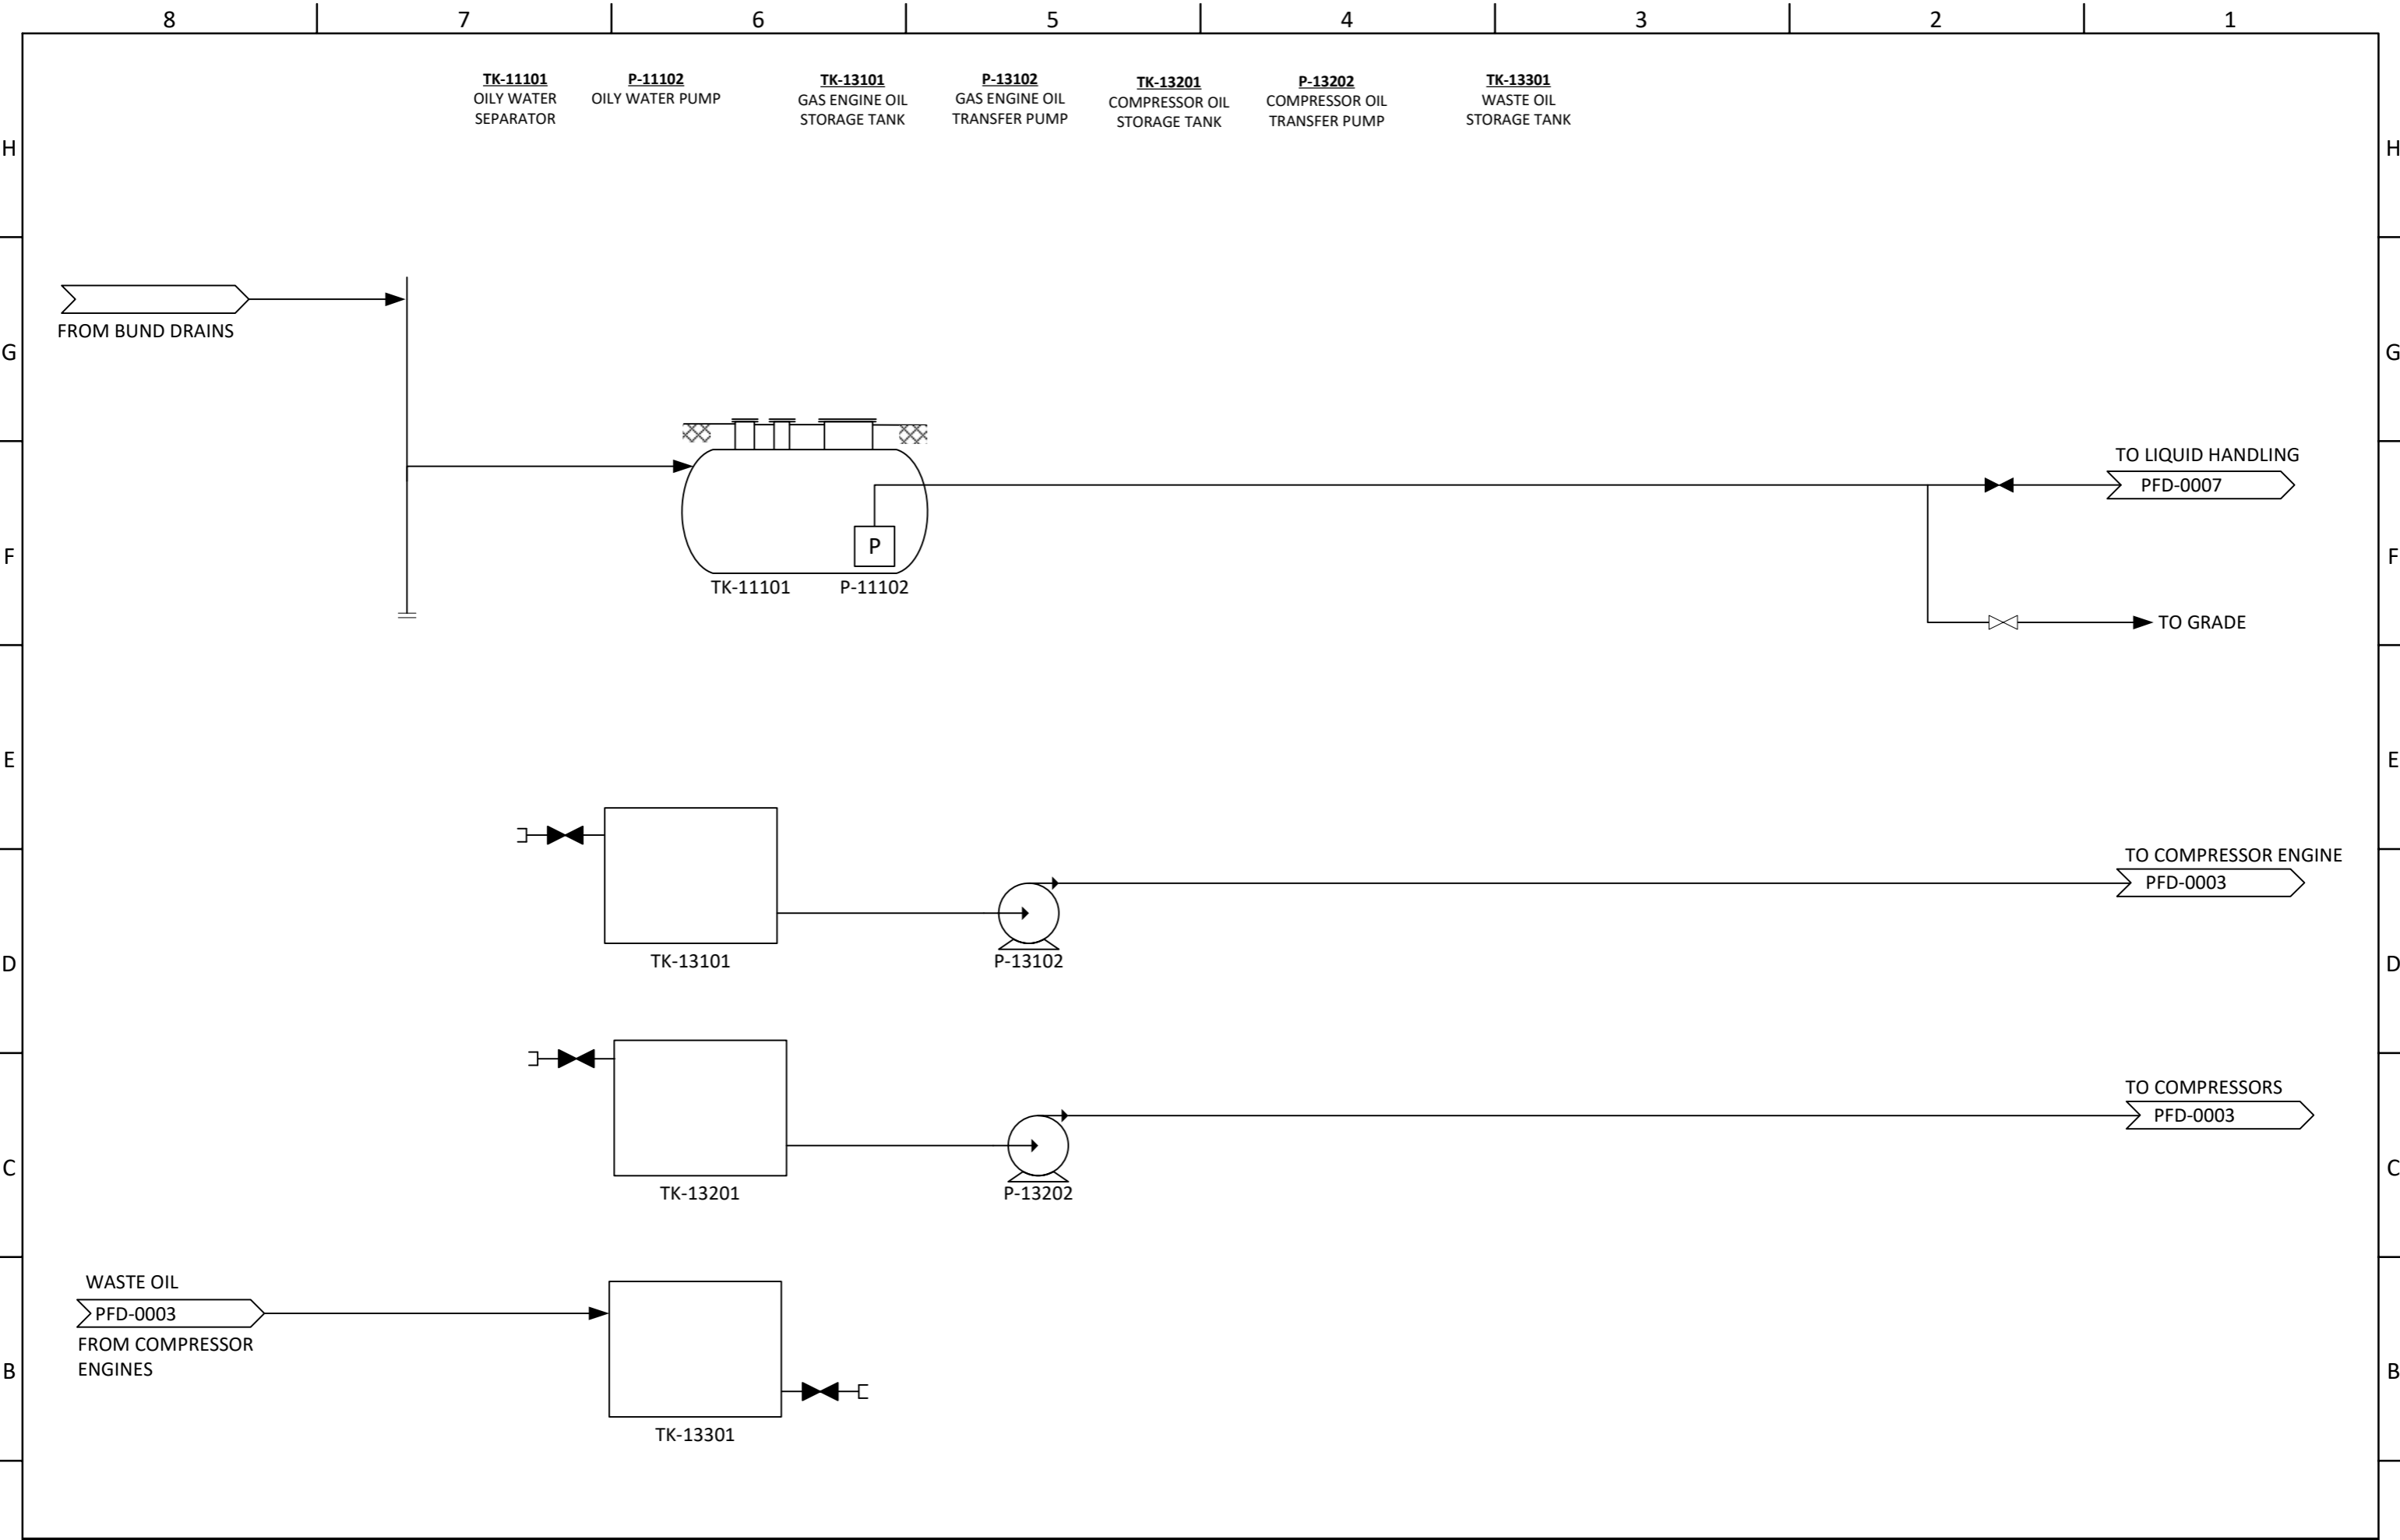 8 7 6 5 4 3 2 1
TK-11101
OILY WATER
SEPARATOR
P-11102
OILY WATER PUMP
TK-13101
GAS ENGINE OIL
STORAGE TANK
P-13102
GAS ENGINE OIL
TRANSFER PUMP
TK-13201
COMPRESSOR OIL
STORAGE TANK
P-13202
COMPRESSOR OIL
TRANSFER PUMP
TK-13301
WASTE OIL
STORAGE TANK
H H
FROM BUND DRAINS
G G
TO LIQUID HANDLING
PFD-0007
P
F F
TK-11101 P-11102
TO GRADE
E E
TO COMPRESSOR ENGINE
PFD-0003
TK-13101 P-13102
D D
TO COMPRESSORS
PFD-0003
C C
TK-13201 P-13202
WASTE OIL
PFD-0003
FROM COMPRESSOR
ENGINES
B B
TK-13301